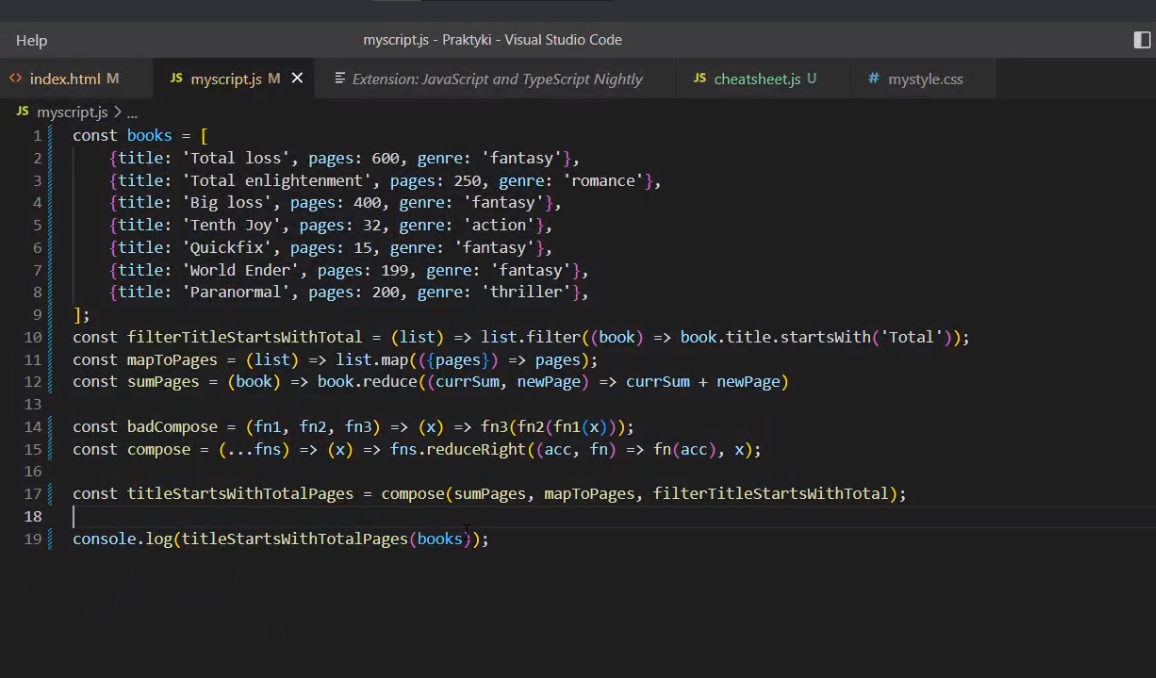 Help
myscript.js - Praktyki - Visual Studio Code
<> index.html M
JS myscript.js M ×
Extension: JavaScript and TypeScript Nightly
JS cheatsheet.js U
# mystyle.css
JS myscript.js > ...
1 const books = [
2 {title: 'Total loss', pages: 600, genre: 'fantasy'},
3 {title: 'Total enlightenment', pages: 250, genre: 'romance'},
4 {title: 'Big loss', pages: 400, genre: 'fantasy'},
5 {title: 'Tenth Joy', pages: 32, genre: 'action'},
6 {title: 'Quickfix', pages: 15, genre: 'fantasy'},
7 {title: 'World Ender', pages: 199, genre: 'fantasy'},
8 {title: 'Paranormal', pages: 200, genre: 'thriller'},
9 ];
10 const filterTitleStartsWithTotal = (list) => list.filter((book) => book.title.startsWith('Total'));
11 const mapToPages = (list) => list.map(({pages}) => pages);
12 const sumPages = (book) => book.reduce((currSum, newPage) => currSum + newPage)
13
14 const badCompose = (fn1, fn2, fn3) => (x) => fn3(fn2(fn1(x)));
15 const compose = (...fns) => (x) => fns.reduceRight((acc, fn) => fn(acc), x);
16
17 const titleStartsWithTotalPages = compose(sumPages, mapToPages, filterTitleStartsWithTotal);
18
19 console.log(titleStartsWithTotalPages(books));